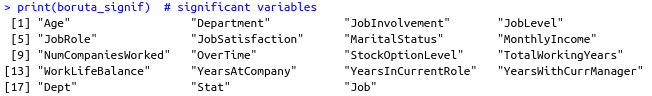 > print(boruta_signif)  # significant variables
 [1] "Age"                  "Department"           "JobInvolvement"       "JobLevel"
 [5] "JobRole"              "JobSatisfaction"      "MaritalStatus"        "MonthlyIncome"
 [9] "NumCompaniesWorked"   "OverTime"             "StockOptionLevel"     "TotalWorkingYears"
[13] "WorkLifeBalance"      "YearsAtCompany"       "YearsInCurrentRole"   "YearsWithCurrManager"
[17] "Dept"                 "Stat"                 "Job"